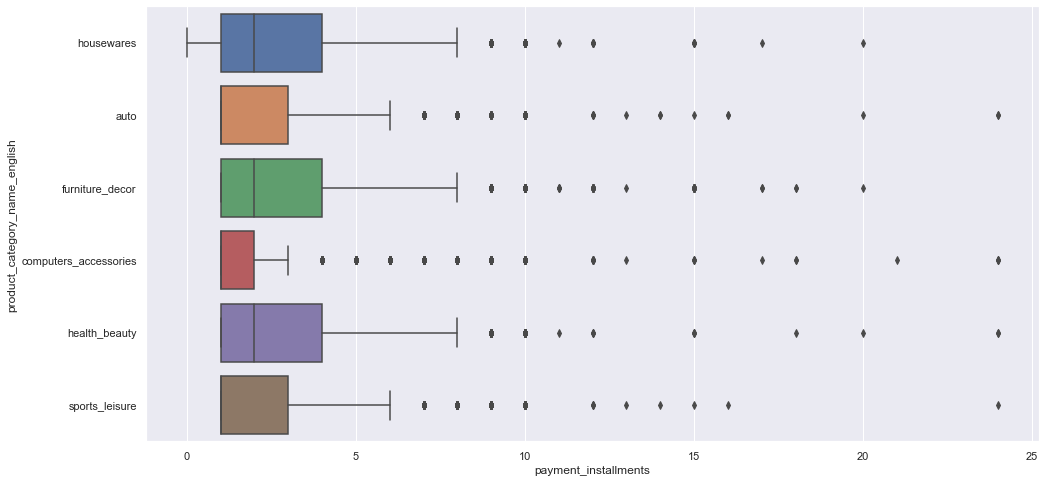 product_category_name_english
housewares
auto
furniture_decor
computers_accessories
health_beauty
sports_leisure
0 5 10 15 20 25
payment_installments